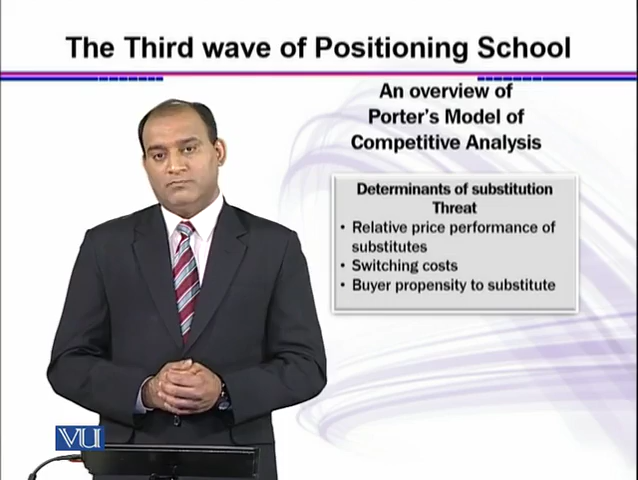 The Third wave of Positioning School
An overview of
Porter's Model of
Competitive Analysis
Determinants of substitution
Threat
• Relative price performance of
substitutes
• Switching costs
• Buyer propensity to substitute
VU